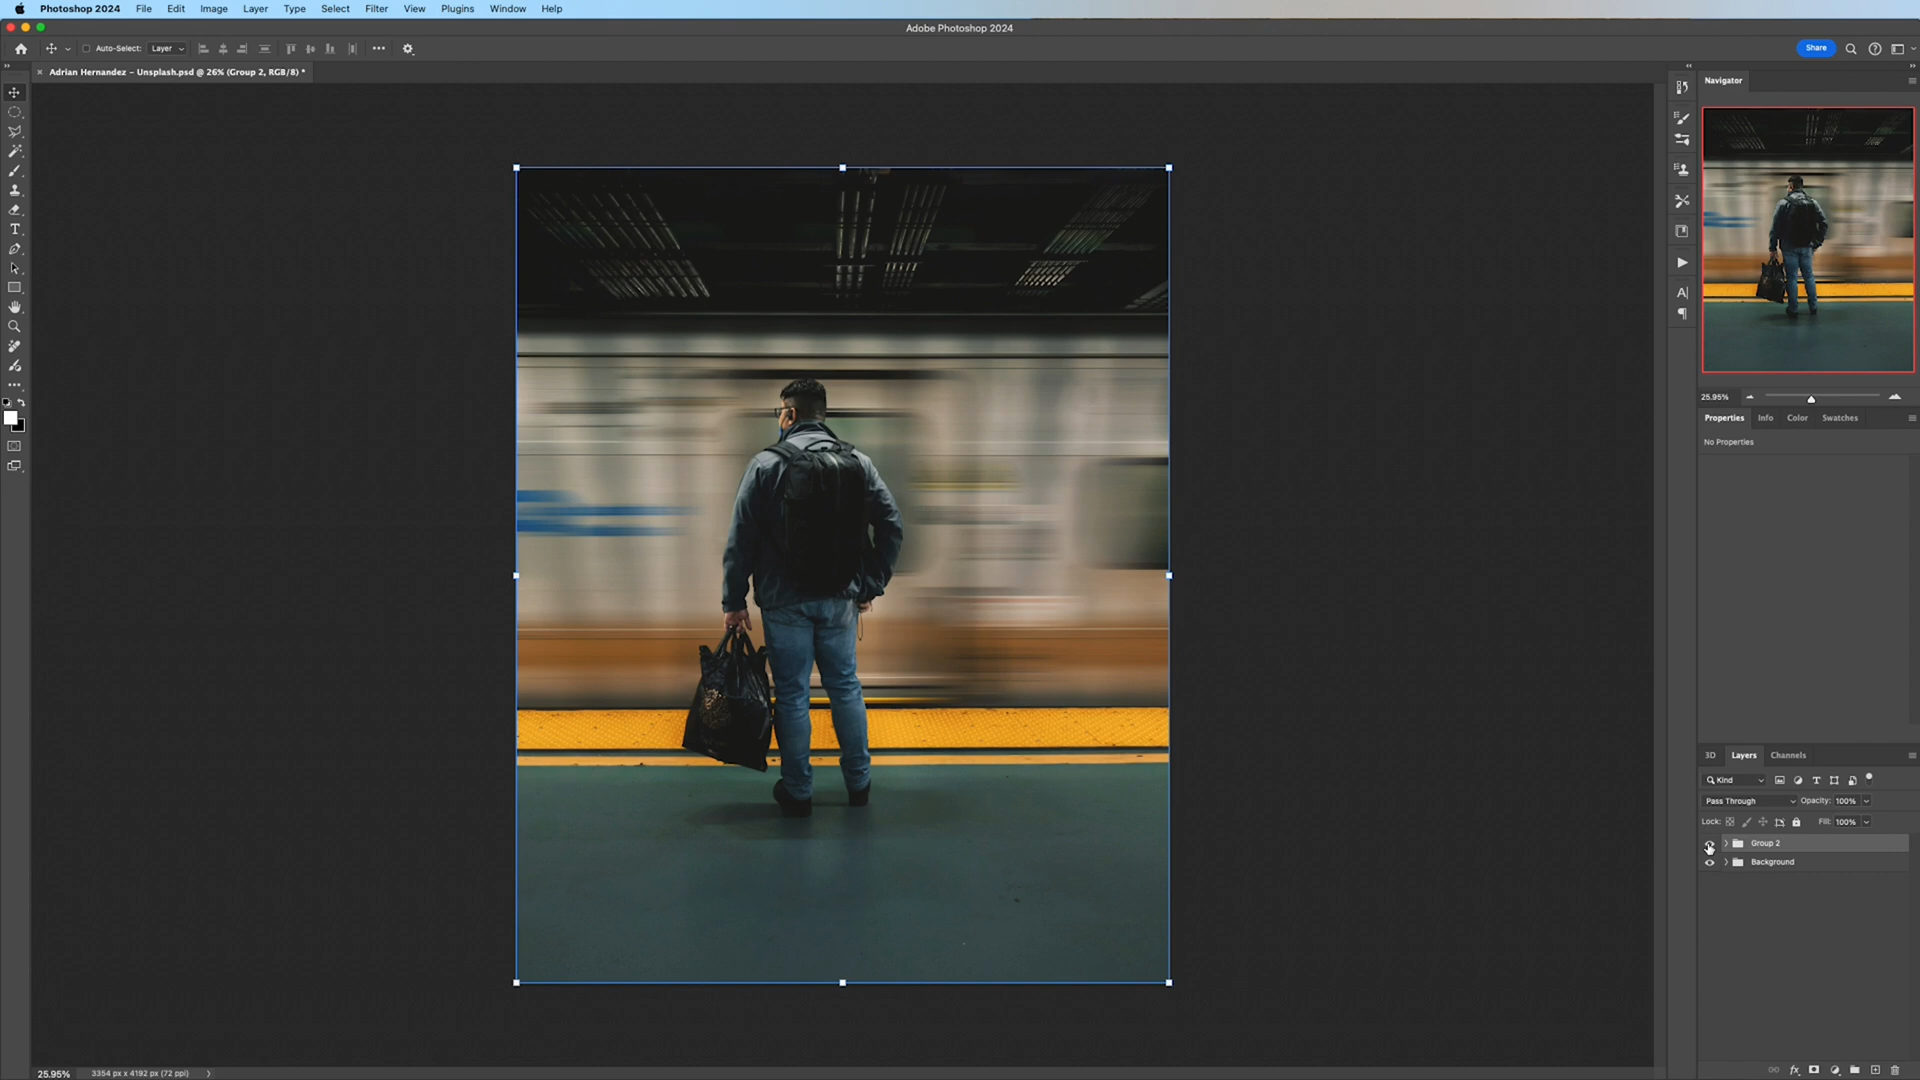 Photoshop 2024 File Edit Image Layer Type Select Filter View Plugins Window Help
Adobe Photoshop 2024
Auto-Select: Layer
Share
Adrian Hernandez – Unsplash.psd @ 26% (Group 2, RGB/8) *
Navigator
25.95%
Properties Info Color Swatches
No Properties
3D Layers Channels
Kind
Pass Through Opacity: 100%
Lock: Fill: 100%
Group 2
Background
25.95% 3354 px x 4192 px (72 ppi)